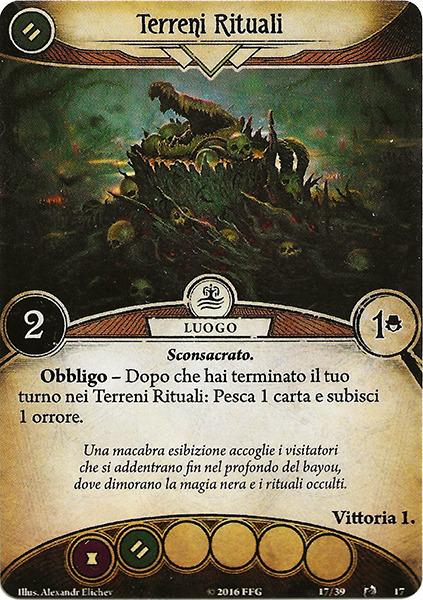 Terreni Rituali
2
LUOGO
1
Sconsacrato.
Obbligo – Dopo che hai terminato il tuo
turno nei Terreni Rituali: Pesca 1 carta e subisci
1 orrore.
Una macabra esibizione accoglie i visitatori
che si addentrano fin nel profondo del bayou,
dove dimorano la magia nera e i rituali occulti.
Vittoria 1.
Illus. Alexandr Elichev © 2016 FFG 17/39 17